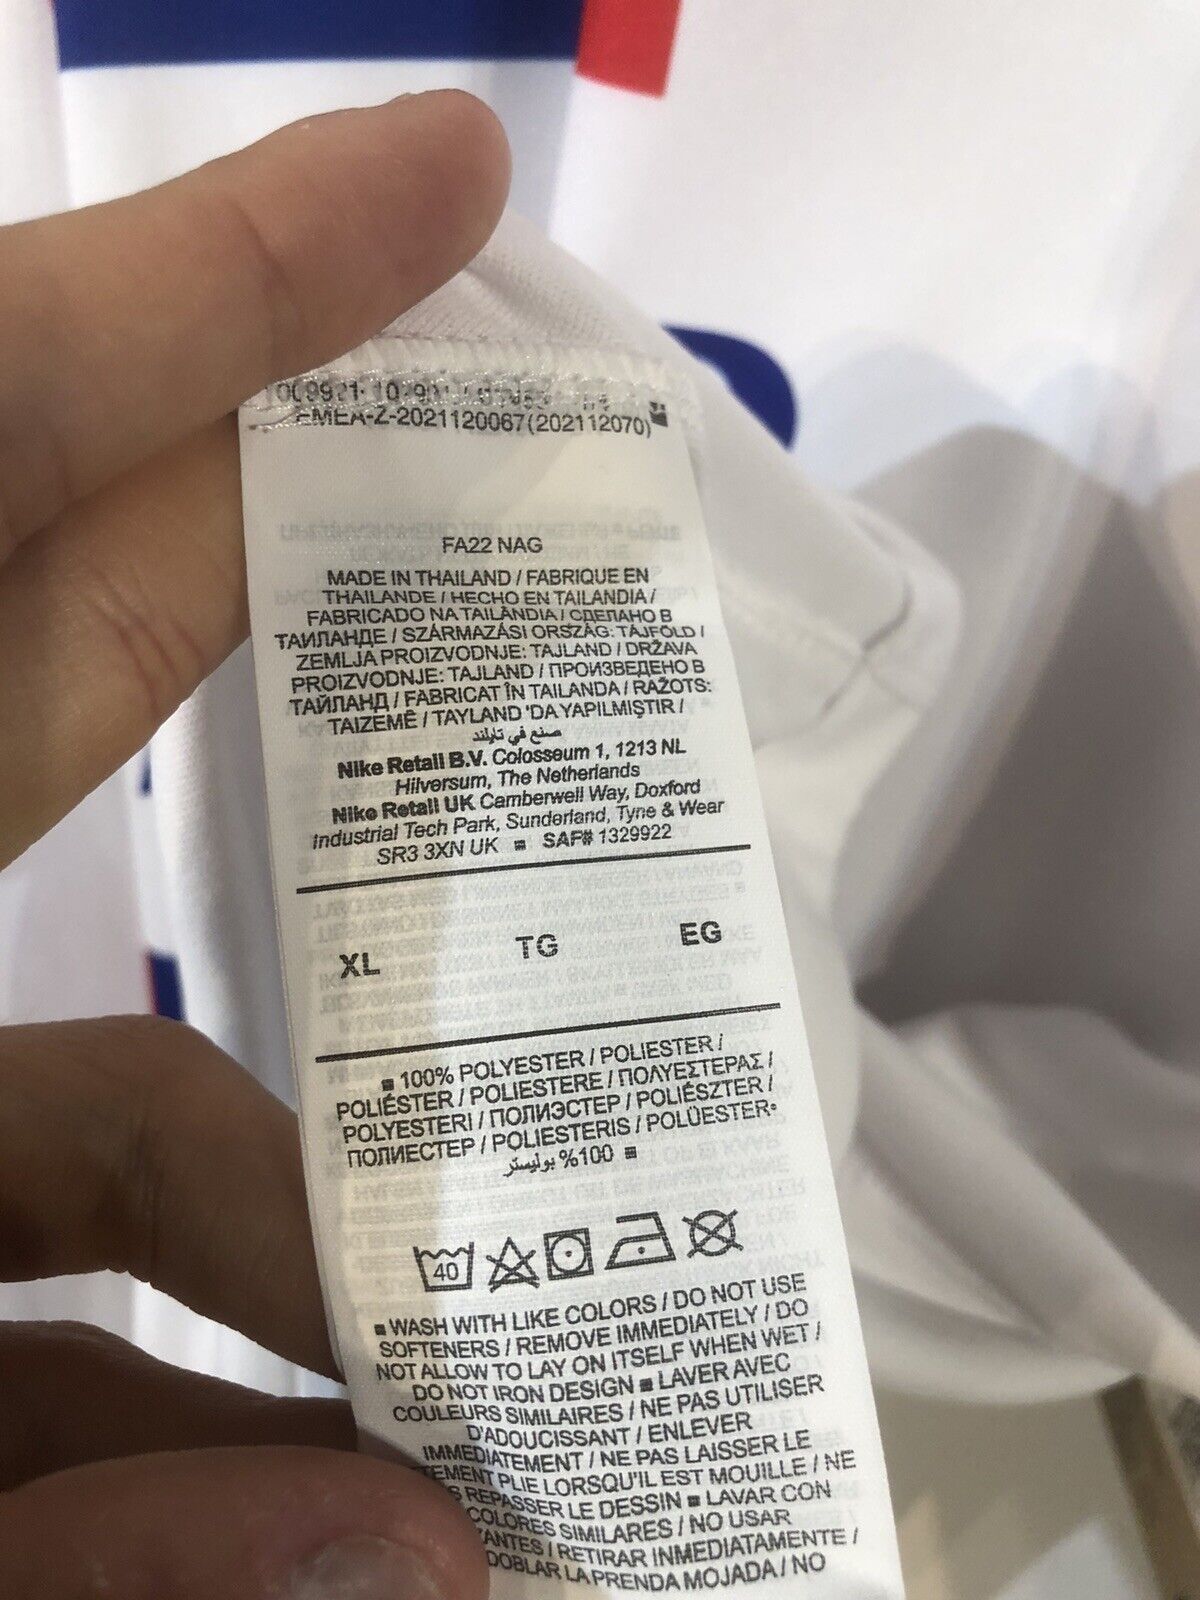 EMEA-Z-2021120067(202112070)
FA22 NAG
MADE IN THAILAND / FABRIQUE EN
THAILANDE / HECHO EN TAILANDIA /
FABRICADO NA TAILÂNDIA / СДЕЛАНО В
ТАИЛАНДЕ / SZÁRMAZÁSI ORSZÁG: TÁJFÖLD /
ZEMLJA PROIZVODNJE: TAJLAND / DRŽAVA
PROIZVODNJE: TAJLAND / ПРОИЗВЕДЕНО В
ТАЙЛАНД / FABRICAT ÎN TAILANDA / RAŽOTS:
TAIZEMĒ / TAYLAND 'DA YAPILMIŞTIR /
صنع في تايلند
Nike Retail B.V. Colosseum 1, 1213 NL
Hilversum, The Netherlands
Nike Retail UK Camberwell Way, Doxford
Industrial Tech Park, Sunderland, Tyne & Wear
SR3 3XN UK ■ SAP# 1329922
XL TG EG
■ 100% POLYESTER / POLIESTER /
POLIÉSTER / POLIESTERE / ΠΟΛΥΕΣΤΕΡΑΣ /
POLYESTERI / ПОЛИЭСТЕР / POLIÉSZTER /
ПОЛИЕСТЕР / POLIESTERIS / POLÜESTER•
100% بوليستر ■
40
■ WASH WITH LIKE COLORS / DO NOT USE
SOFTENERS / REMOVE IMMEDIATELY / DO
NOT ALLOW TO LAY ON ITSELF WHEN WET /
DO NOT IRON DESIGN ■ LAVER AVEC
COULEURS SIMILAIRES / NE PAS UTILISER
D'ADOUCISSANT / ENLEVER
IMMEDIATEMENT / NE PAS LAISSER LE
PLIE LORSQU'IL EST MOUILLE / NE
REPASSER LE DESSIN ■ LAVAR CON
COLORES SIMILARES / NO USAR
/ RETIRAR INMEDIATAMENTE /
DOBLAR LA PRENDA MOJADA / NO